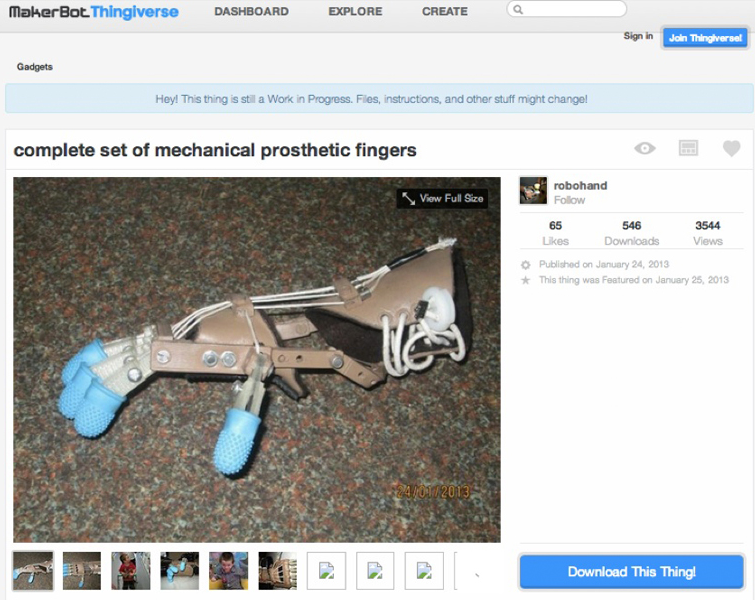 MakerBot Thingiverse
DASHBOARD EXPLORE CREATE
Sign in Join Thingiverse!
Gadgets
Hey! This thing is still a Work in Progress. Files, instructions, and other stuff might change!
complete set of mechanical prosthetic fingers
View Full Size
24/01/2013
robohand
Follow
65 546 3544
Likes Downloads Views
Published on January 24, 2013
This thing was Featured on January 25, 2013
Download This Thing!